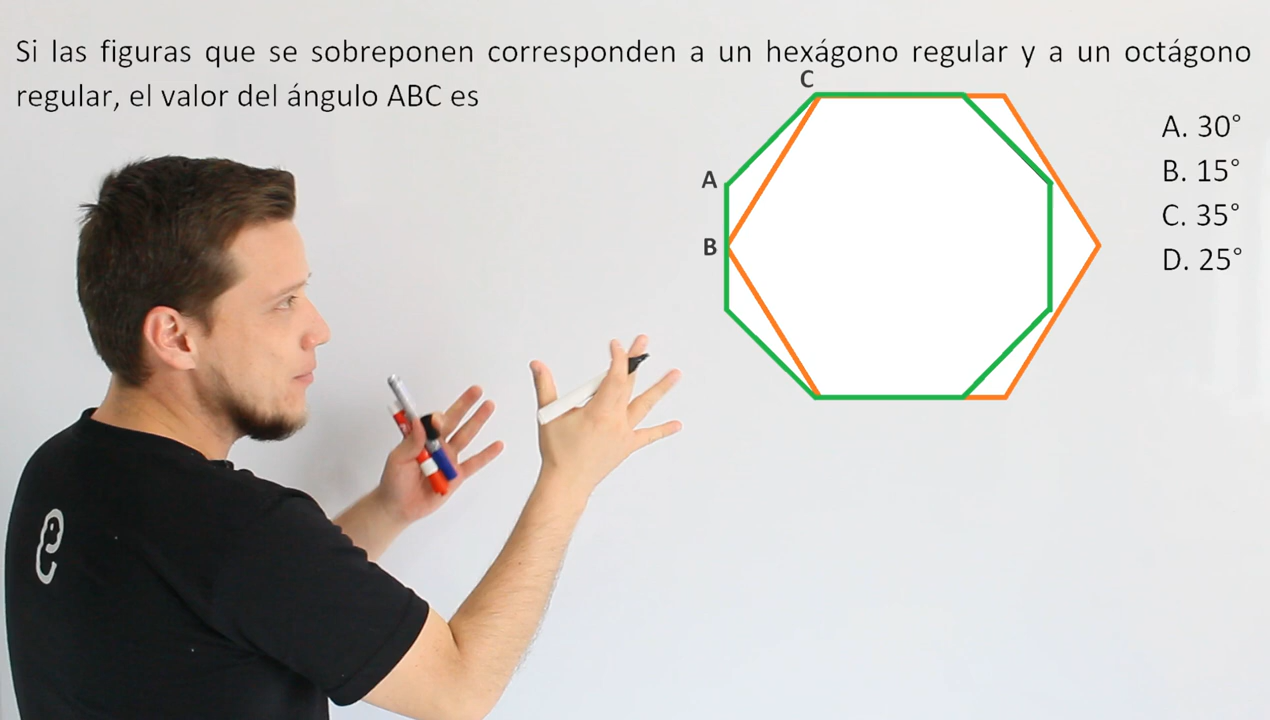 Si las figuras que se sobreponen corresponden a un hexágono regular y a un octágono
regular, el valor del ángulo ABC es
C
A
B
A. 30°
B. 15°
C. 35°
D. 25°
e